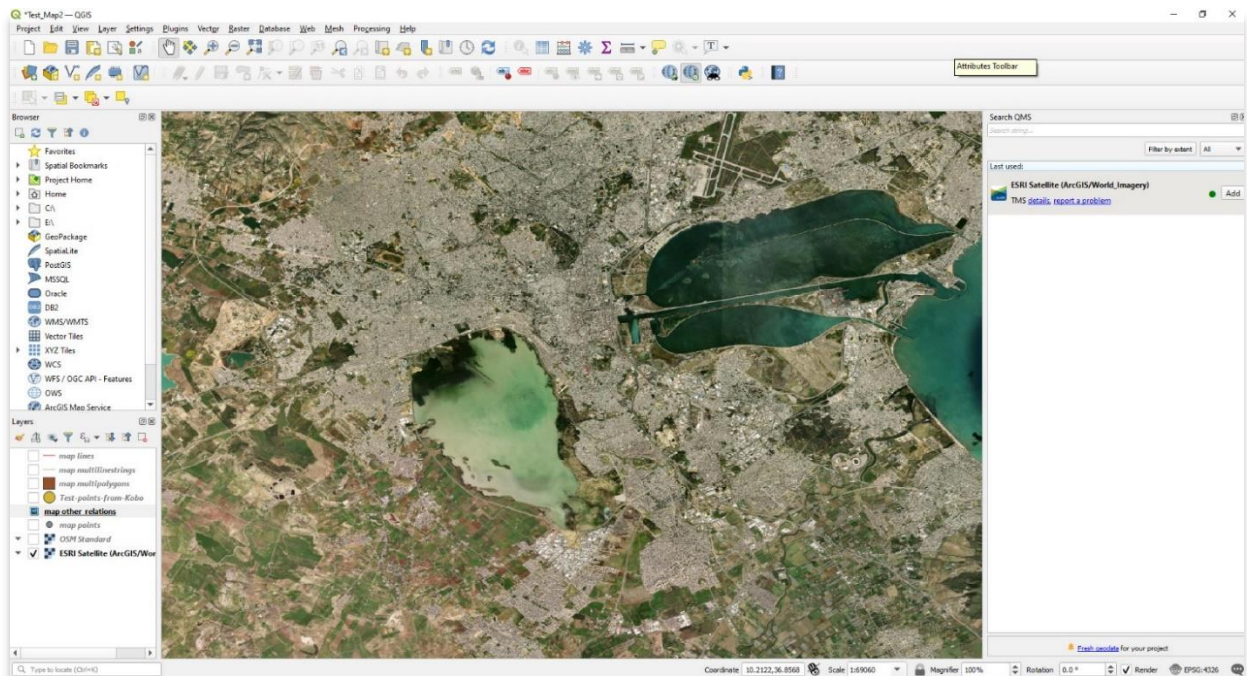 *Test_Map2 — QGIS
Project Edit View Layer Settings Plugins Vector Raster Database Web Mesh Processing Help
Attributes Toolbar
Browser
Favorites
Spatial Bookmarks
Project Home
Home
C:\
E:\
GeoPackage
SpatiaLite
PostGIS
MSSQL
Oracle
DB2
WMS/WMTS
Vector Tiles
XYZ Tiles
WCS
WFS / OGC API - Features
OWS
ArcGIS Map Service
Layers
map lines
map multilinestrings
map multipolygons
Test-points-from-Kobo
map other_relations
map points
OSM Standard
ESRI Satellite (ArcGIS/Wor
Search QMS
Search string...
Filter by extent All
Last used:
ESRI Satellite (ArcGIS/World_Imagery)
TMS details, report a problem
Add
Fresh geodata for your project
Type to locate (Ctrl+K)
Coordinate 10.2122,36.8568 Scale 1:69060 Magnifier 100% Rotation 0.0 ° Render EPSG:4326